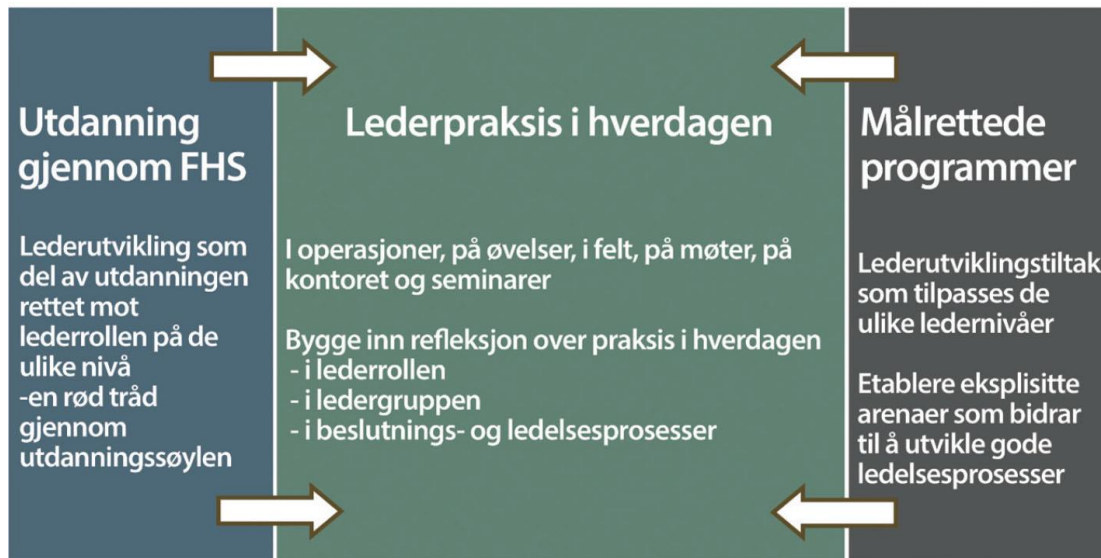 Utdanning
gjennom FHS
Lederutvikling som
del av utdanningen
rettet mot
lederrollen på de
ulike nivå
-en rød tråd
gjennom
utdanningssøylen
Lederpraksis i hverdagen
I operasjoner, på øvelser, i felt, på møter, på
kontoret og seminarer
Bygge inn refleksjon over praksis i hverdagen
- i lederrollen
- i ledergruppen
- i beslutnings- og ledelsesprosesser
Målrettede
programmer
Lederutviklingstiltak
som tilpasses de
ulike ledernivåer
Etablere eksplisitte
arenaer som bidrar
til å utvikle gode
ledelsesprosesser